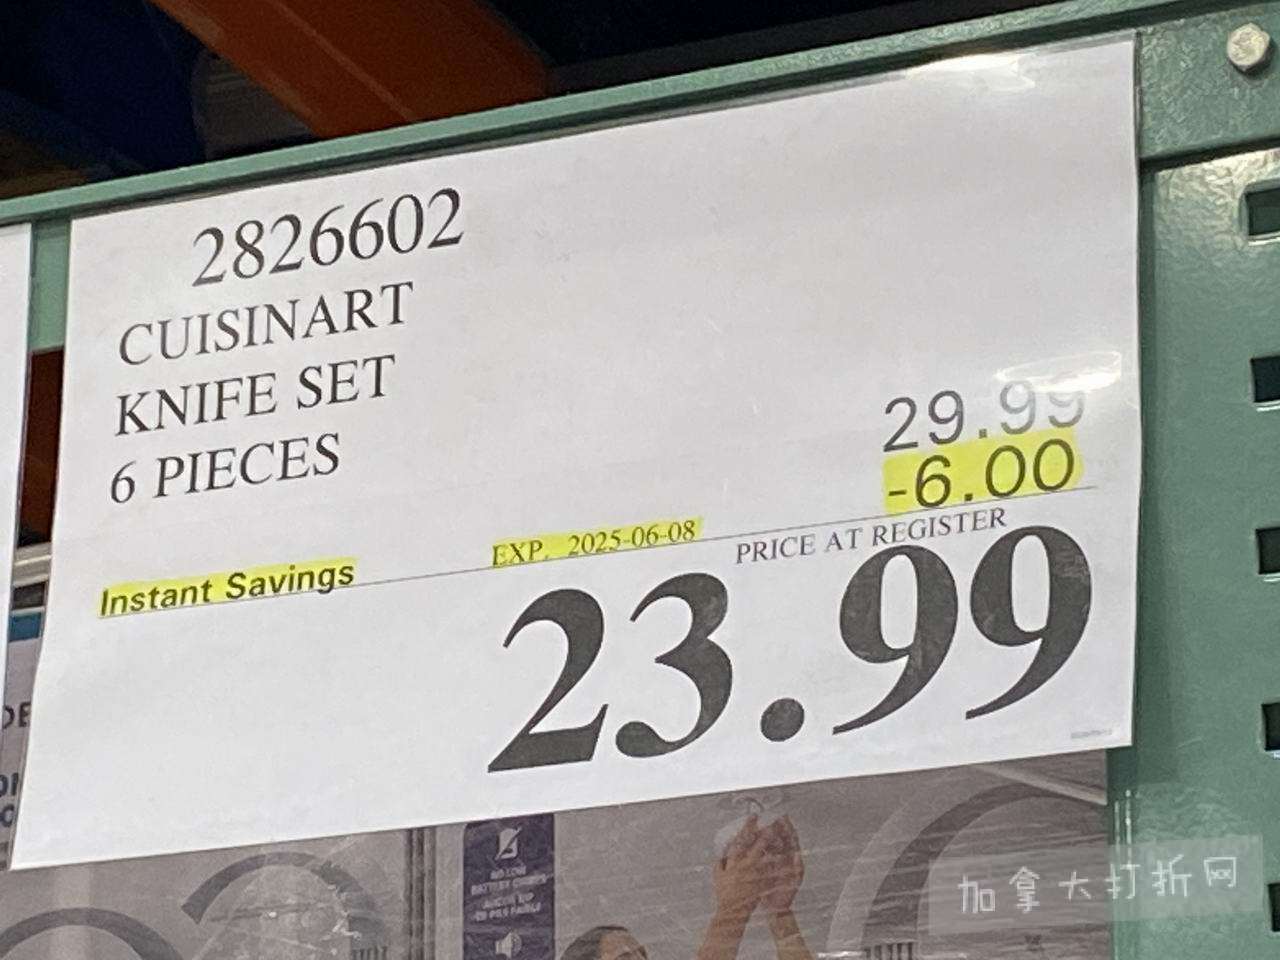 2826602
CUISINART
KNIFE SET
6 PIECES
29.99
-6.00
Instant Savings
EXP. 2025-06-08
PRICE AT REGISTER
23.99
加拿大打折网